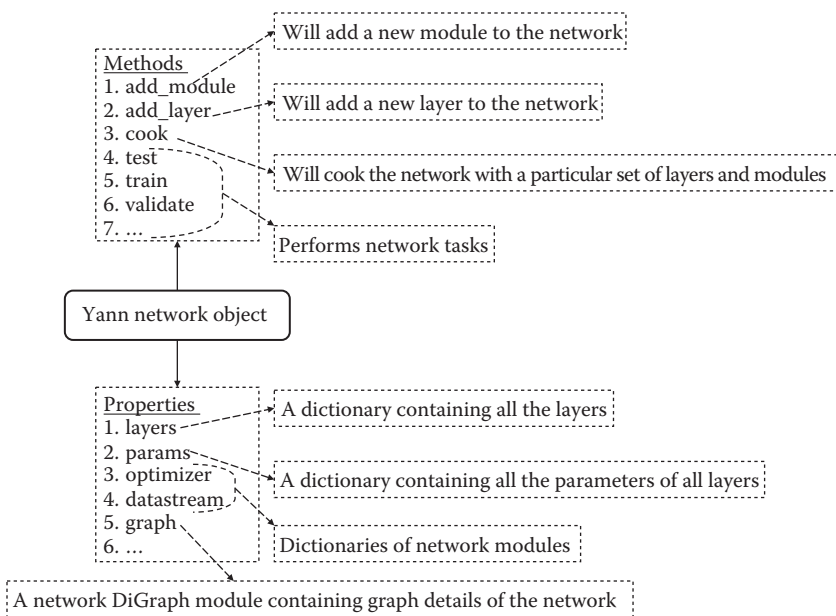 Will add a new module to the network
Methods
1. add_module
2. add_layer
3. cook
4. test
5. train
6. validate
7. ...
Will add a new layer to the network
Will cook the network with a particular set of layers and modules
Performs network tasks
Yann network object
Properties
1. layers
2. params
3. optimizer
4. datastream
5. graph
6. ...
A dictionary containing all the layers
A dictionary containing all the parameters of all layers
Dictionaries of network modules
A network DiGraph module containing graph details of the network